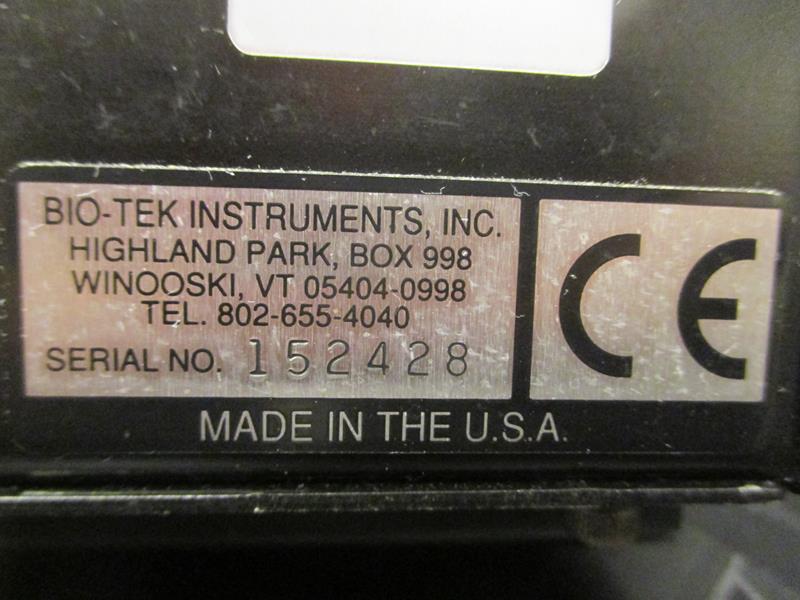 BIO-TEK INSTRUMENTS, INC.
HIGHLAND PARK, BOX 998
WINOOSKI, VT 05404-0998
TEL. 802-655-4040
SERIAL NO. 152428
CE
MADE IN THE U.S.A.